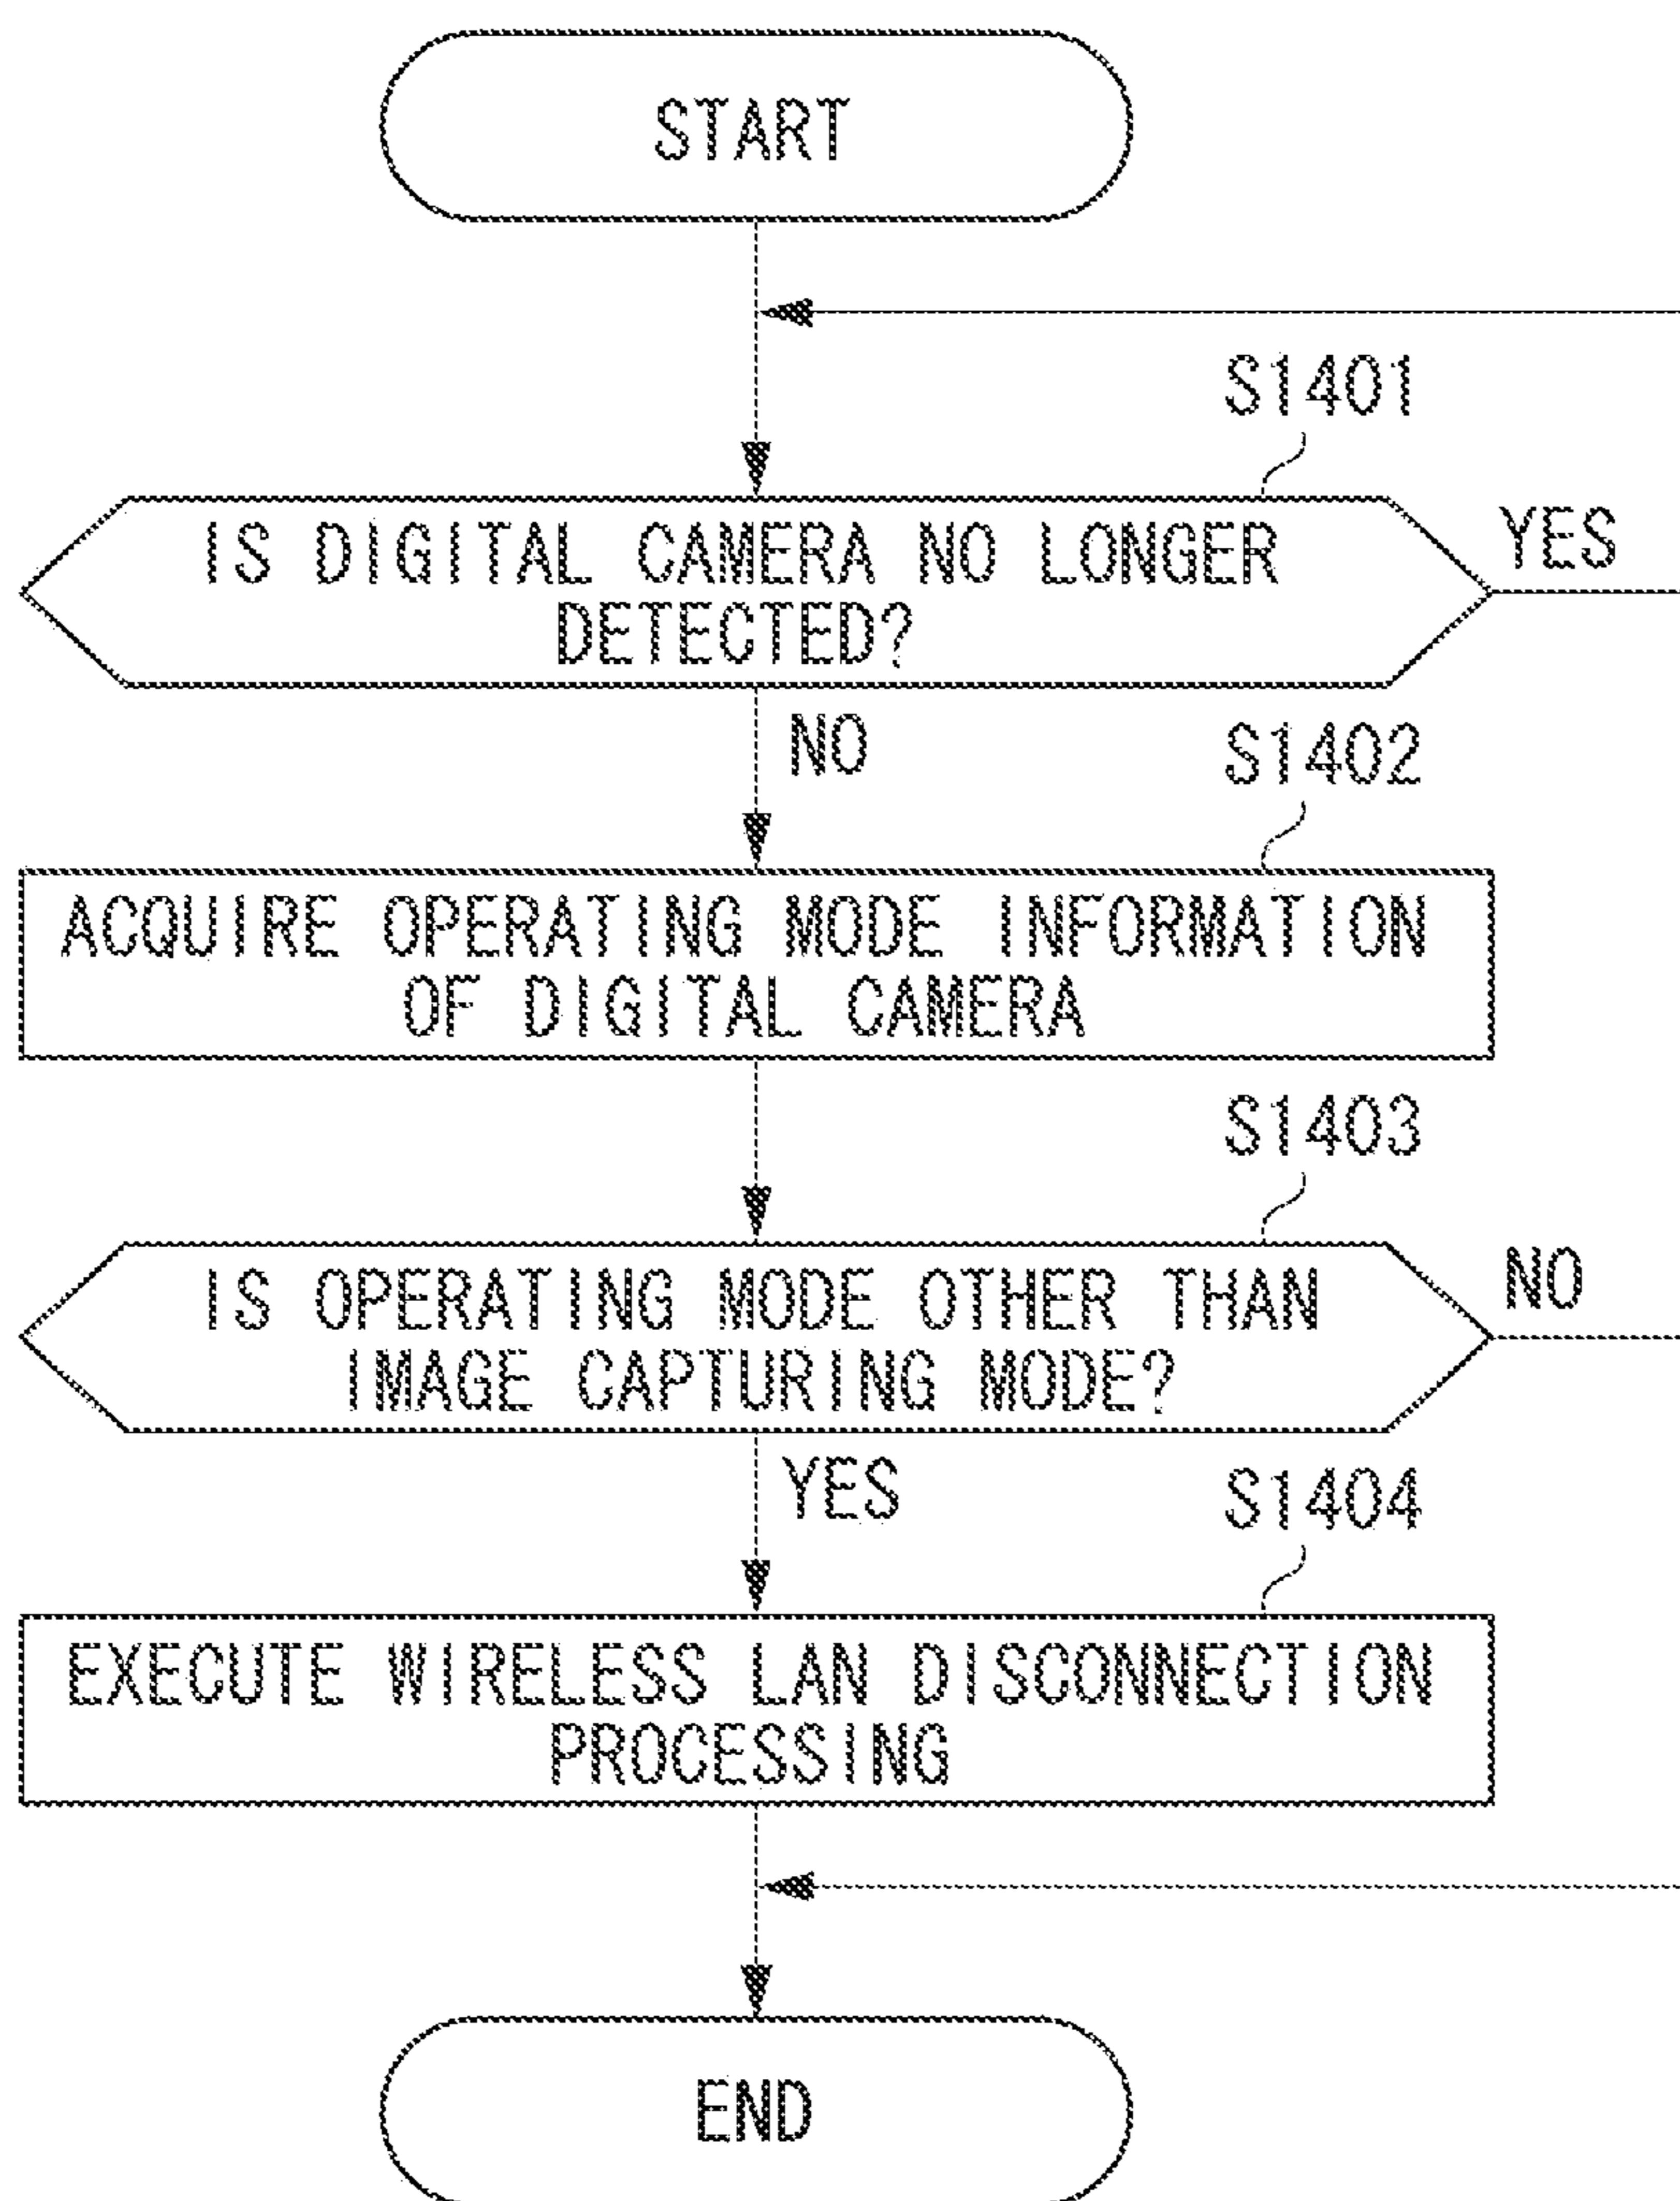 START
S1401
IS DIGITAL CAMERA NO LONGER
DETECTED?
YES
NO
S1402
ACQUIRE OPERATING MODE INFORMATION
OF DIGITAL CAMERA
S1403
IS OPERATING MODE OTHER THAN
IMAGE CAPTURING MODE?
NO
YES
S1404
EXECUTE WIRELESS LAN DISCONNECTION
PROCESSING
END